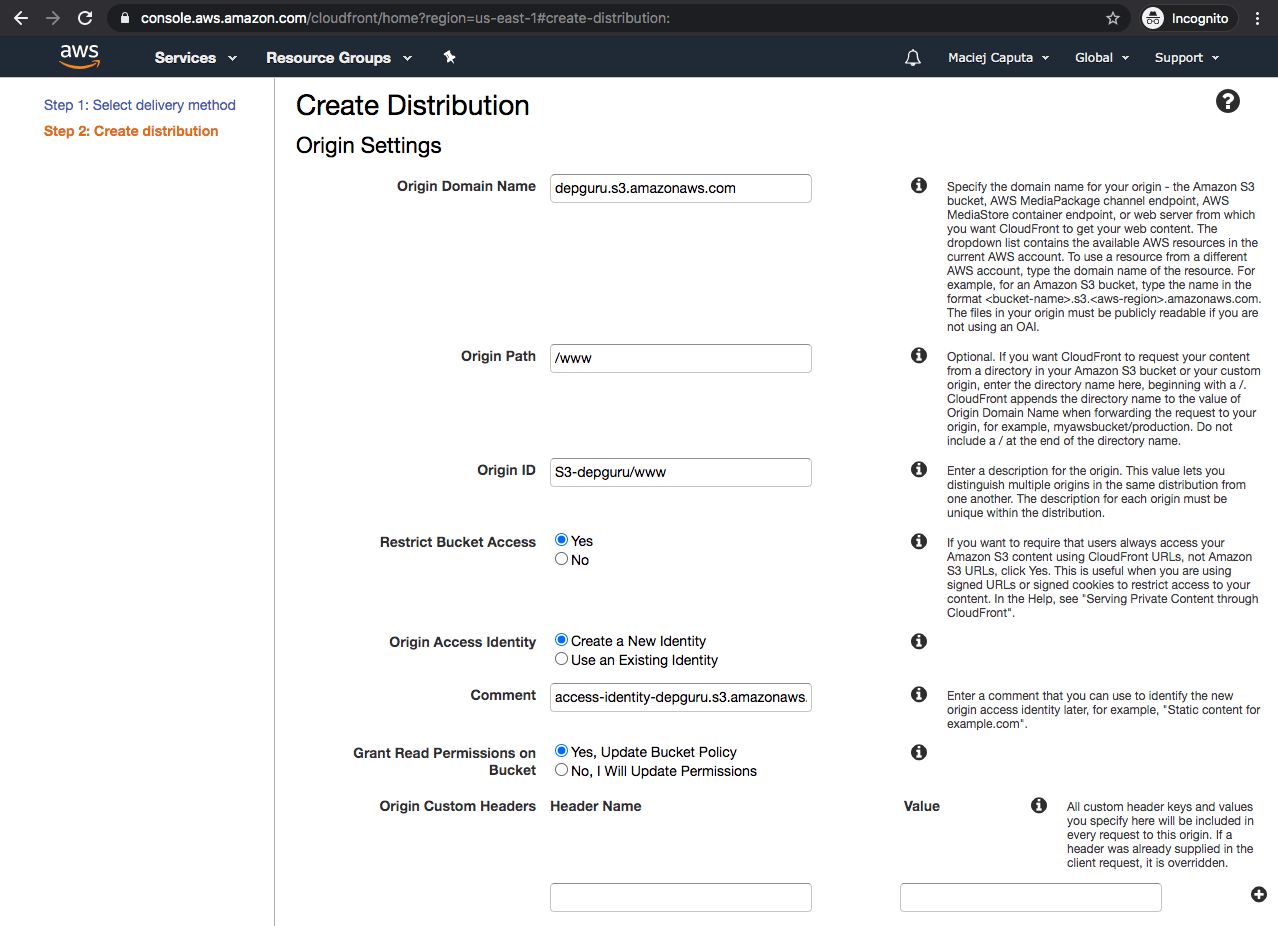 console.aws.amazon.com/cloudfront/home?region=us-east-1#create-distribution:
Incognito
aws
Services
Resource Groups
Maciej Caputa
Global
Support
Step 1: Select delivery method
Step 2: Create distribution
Create Distribution
?
Origin Settings
Origin Domain Name
depguru.s3.amazonaws.com
Specify the domain name for your origin - the Amazon S3
bucket, AWS MediaPackage channel endpoint, AWS
MediaStore container endpoint, or web server from which
you want CloudFront to get your web content. The
dropdown list contains the available AWS resources in the
current AWS account. To use a resource from a different
AWS account, type the domain name of the resource. For
example, for an Amazon S3 bucket, type the name in the
format <bucket-name>.s3.<aws-region>.amazonaws.com.
The files in your origin must be publicly readable if you are
not using an OAI.
Origin Path
/www
Optional. If you want CloudFront to request your content
from a directory in your Amazon S3 bucket or your custom
origin, enter the directory name here, beginning with a /.
CloudFront appends the directory name to the value of
Origin Domain Name when forwarding the request to your
origin, for example, myawsbucket/production. Do not
include a / at the end of the directory name.
Origin ID
S3-depguru/www
Enter a description for the origin. This value lets you
distinguish multiple origins in the same distribution from
one another. The description for each origin must be
unique within the distribution.
Restrict Bucket Access
Yes
No
If you want to require that users always access your
Amazon S3 content using CloudFront URLs, not Amazon
S3 URLs, click Yes. This is useful when you are using
signed URLs or signed cookies to restrict access to your
content. In the Help, see "Serving Private Content through
CloudFront".
Origin Access Identity
Create a New Identity
Use an Existing Identity
Comment
access-identity-depguru.s3.amazonaws.
Enter a comment that you can use to identify the new
origin access identity later, for example, "Static content for
example.com".
Grant Read Permissions on
Bucket
Yes, Update Bucket Policy
No, I Will Update Permissions
Origin Custom Headers
Header Name
Value
All custom header keys and values
you specify here will be included in
every request to this origin. If a
header was already supplied in the
client request, it is overridden.